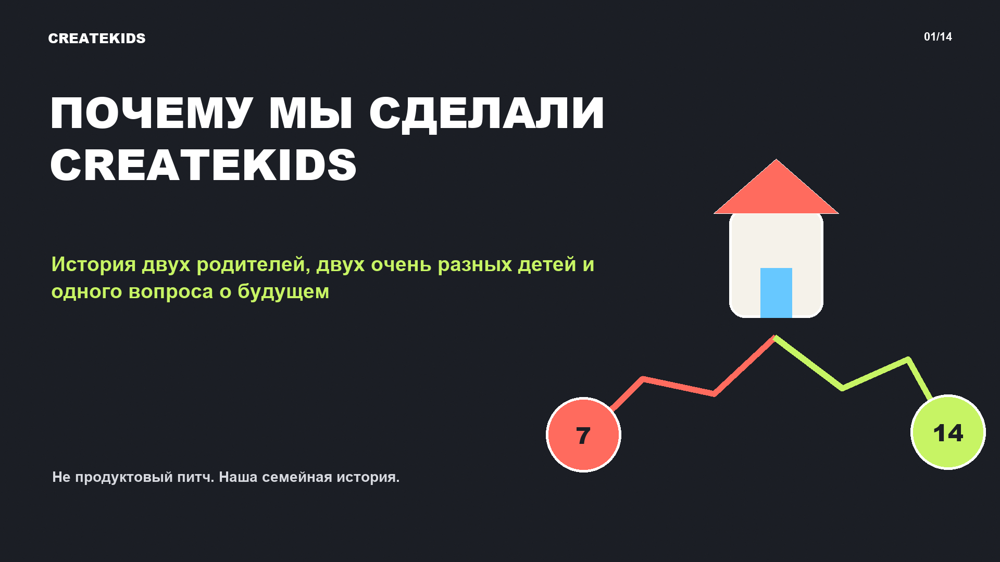 CREATEKIDS
01/14
ПОЧЕМУ МЫ СДЕЛАЛИ
CREATEKIDS
История двух родителей, двух очень разных детей и
одного вопроса о будущем
7
14
Не продуктовый питч. Наша семейная история.